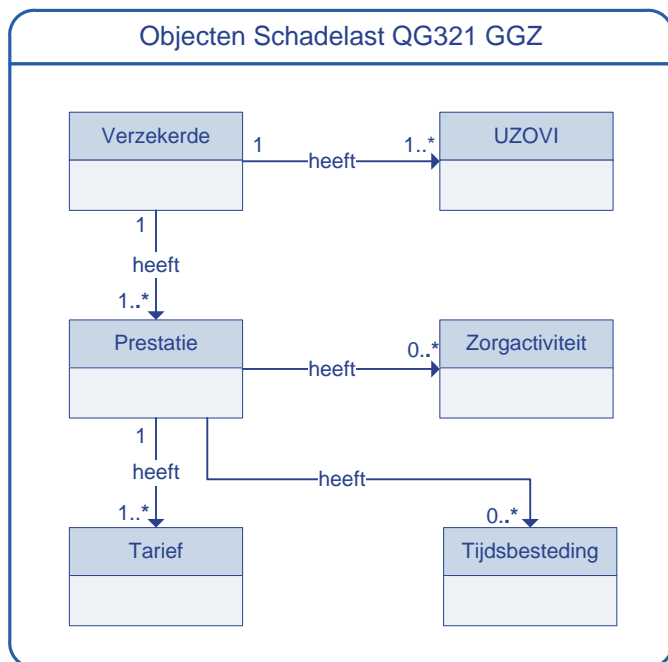 Objecten Schadelast QG321 GGZ
Verzekerde
UZOVI
1
heeft
1..*
1
heeft
1..*
Prestatie
Zorgactiviteit
heeft
0..*
1
heeft
1..*
heeft
0..*
Tarief
Tijdsbesteding